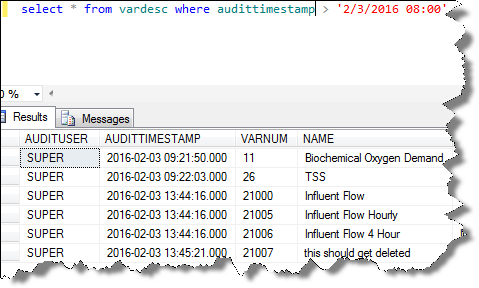 select * from vardesc where audittimestamp > '2/3/2016 08:00'
0 %
Results Messages
AUDITUSER AUDITTIMESTAMP VARNUM NAME
SUPER 2016-02-03 09:21:50.000 11 Biochemical Oxygen Demand
SUPER 2016-02-03 09:22:03.000 26 TSS
SUPER 2016-02-03 13:44:16.000 21000 Influent Flow
SUPER 2016-02-03 13:44:16.000 21005 Influent Flow Hourly
SUPER 2016-02-03 13:44:16.000 21006 Influent Flow 4 Hour
SUPER 2016-02-03 13:45:21.000 21007 this should get deleted